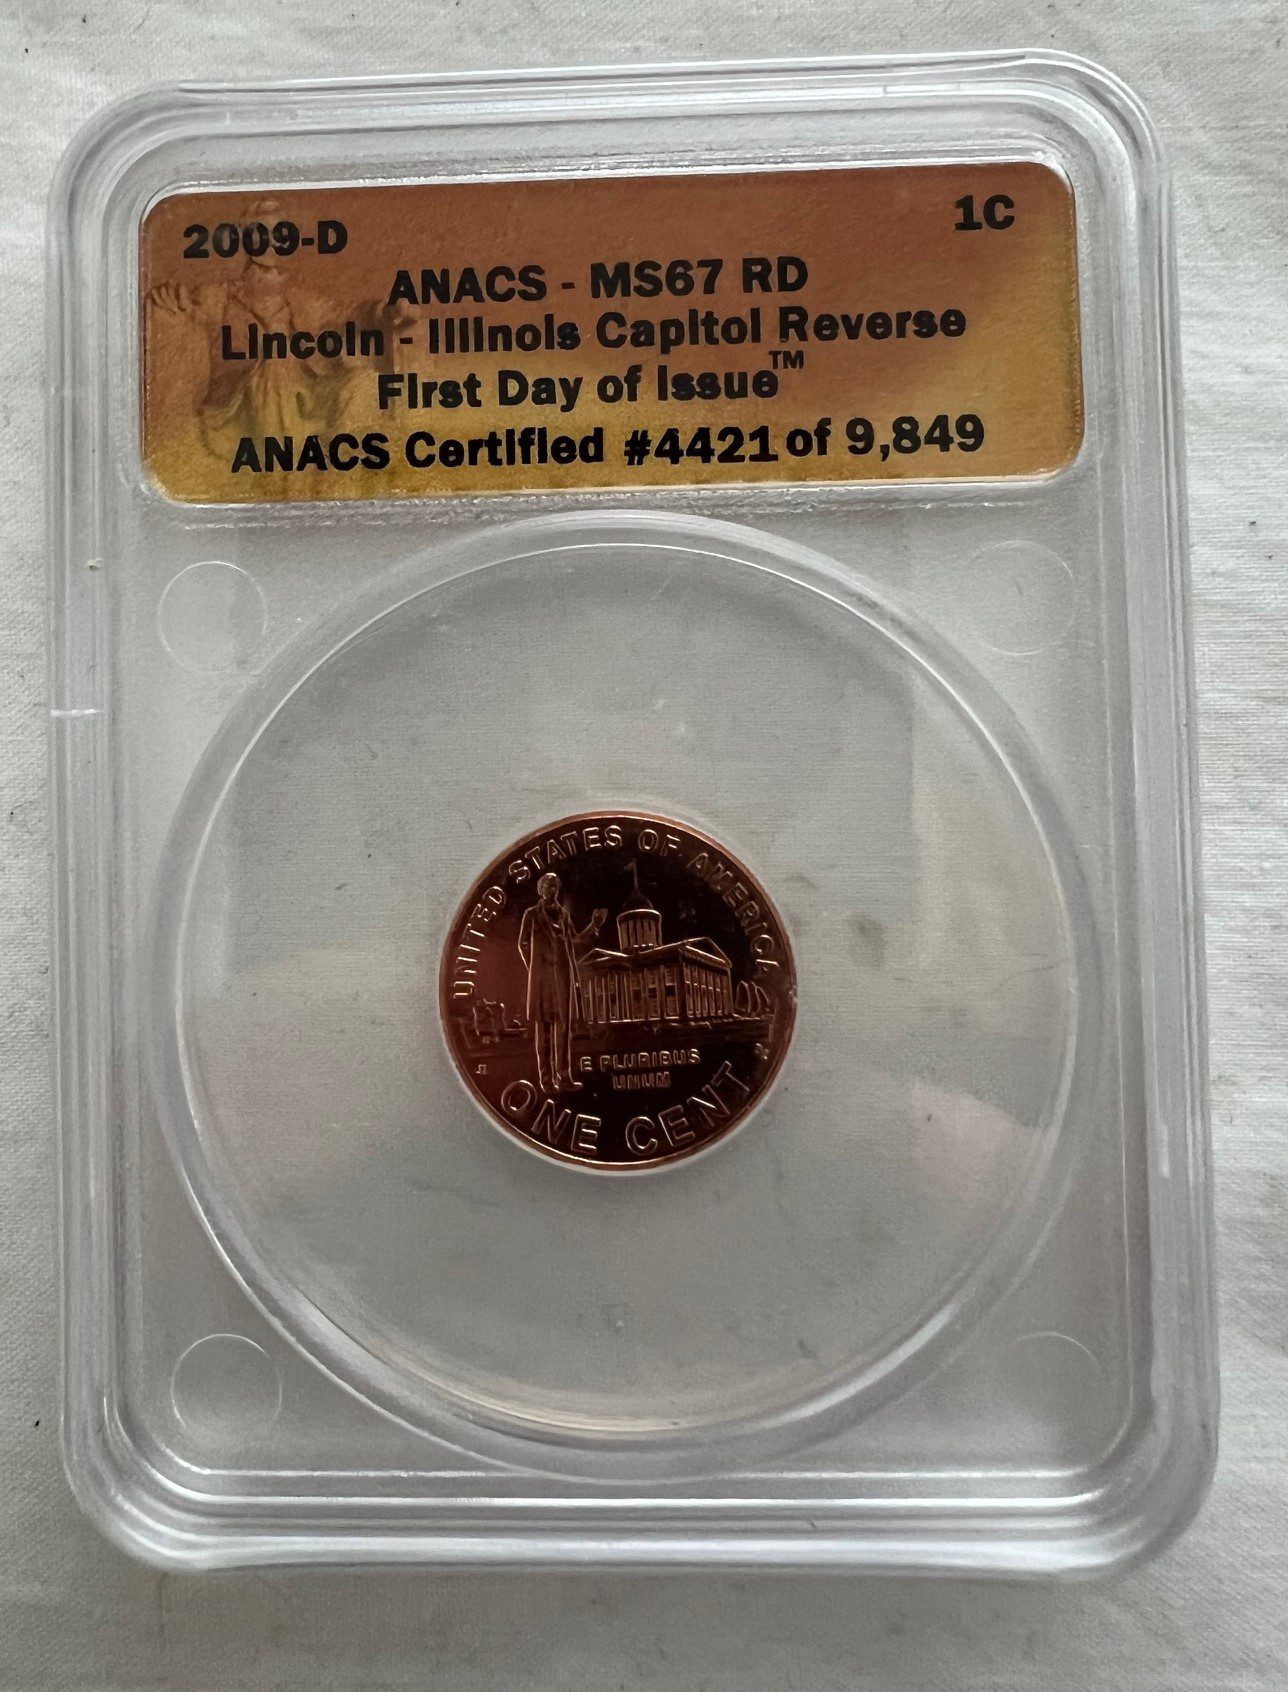 2009-D 1C
ANACS - MS67 RD
Lincoln - Illinois Capitol Reverse
First Day of Issue™
ANACS Certified #4421 of 9,849
UNITED STATES OF AMERICA
E PLURIBUS
UNUM
ONE CENT